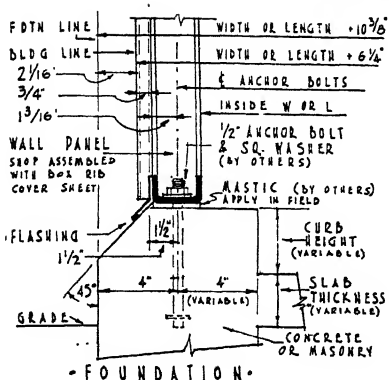 FDTN LINE
WIDTH OR LENGTH +10 3/8"
BLDG LINE
WIDTH OR LENGTH +6 1/4"
2 1/16"
¢ ANCHOR BOLTS
3/4"
INSIDE W OR L
1 3/16"
1/2" ANCHOR BOLT
& SQ. WASHER
(BY OTHERS)
WALL PANEL
SHOP ASSEMBLED
WITH BOX RIB
COVER SHEET
MASTIC (BY OTHERS)
APPLY IN FIELD
FLASHING
1 1/2"
CURB
HEIGHT
(VARIABLE)
1 1/2"
45°
4"
4"
(VARIABLE)
SLAB
THICKNESS
(VARIABLE)
GRADE
CONCRETE
OR MASONRY
• FOUNDATION •